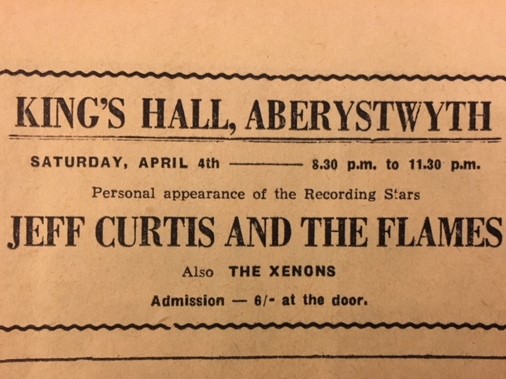 KING'S HALL, ABERYSTWYTH
SATURDAY, APRIL 4th ——— 8.30 p.m. to 11.30 p.m.
Personal appearance of the Recording Stars
JEFF CURTIS AND THE FLAMES
Also THE XENONS
Admission — 6/- at the door.